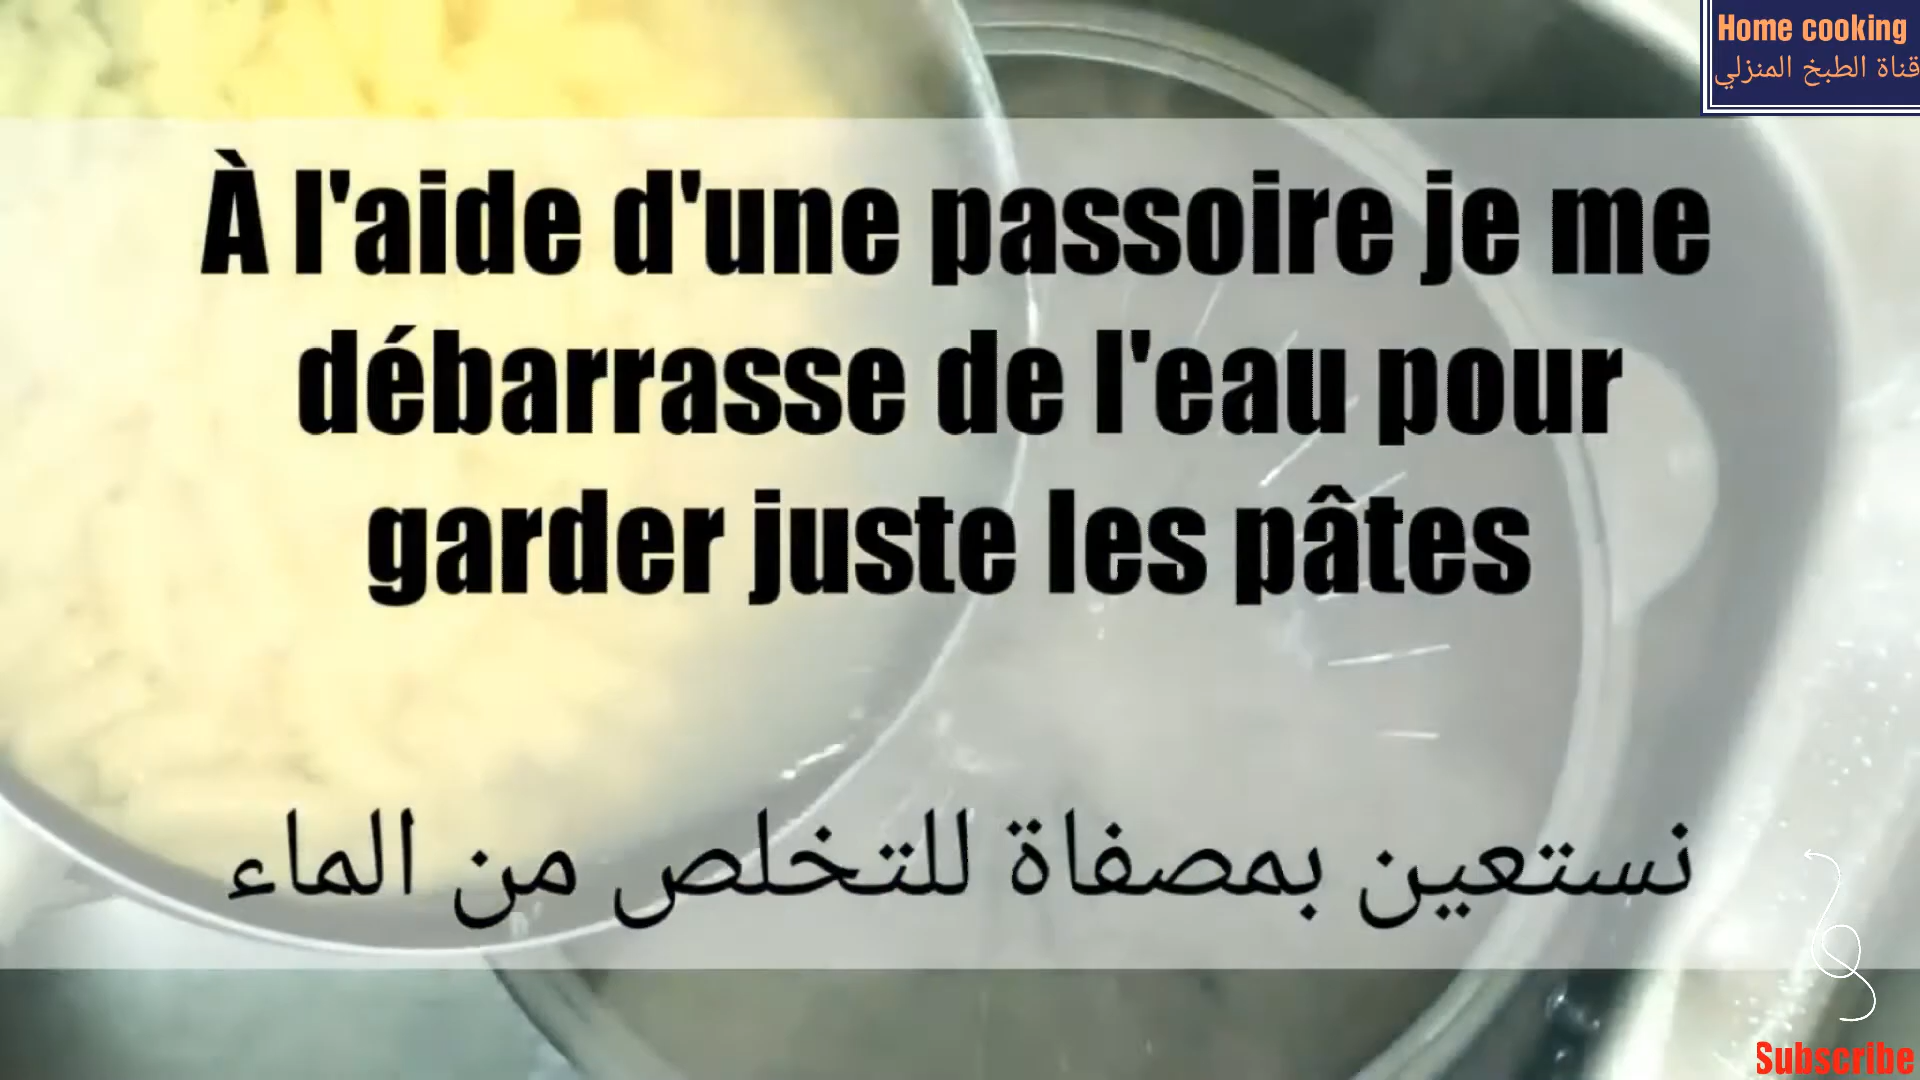 Home cooking
قناة الطبخ المنزلي
À l'aide d'une passoire je me
débarrasse de l'eau pour
garder juste les pâtes
نستعين بمصفاة للتخلص من الماء
Subscribe